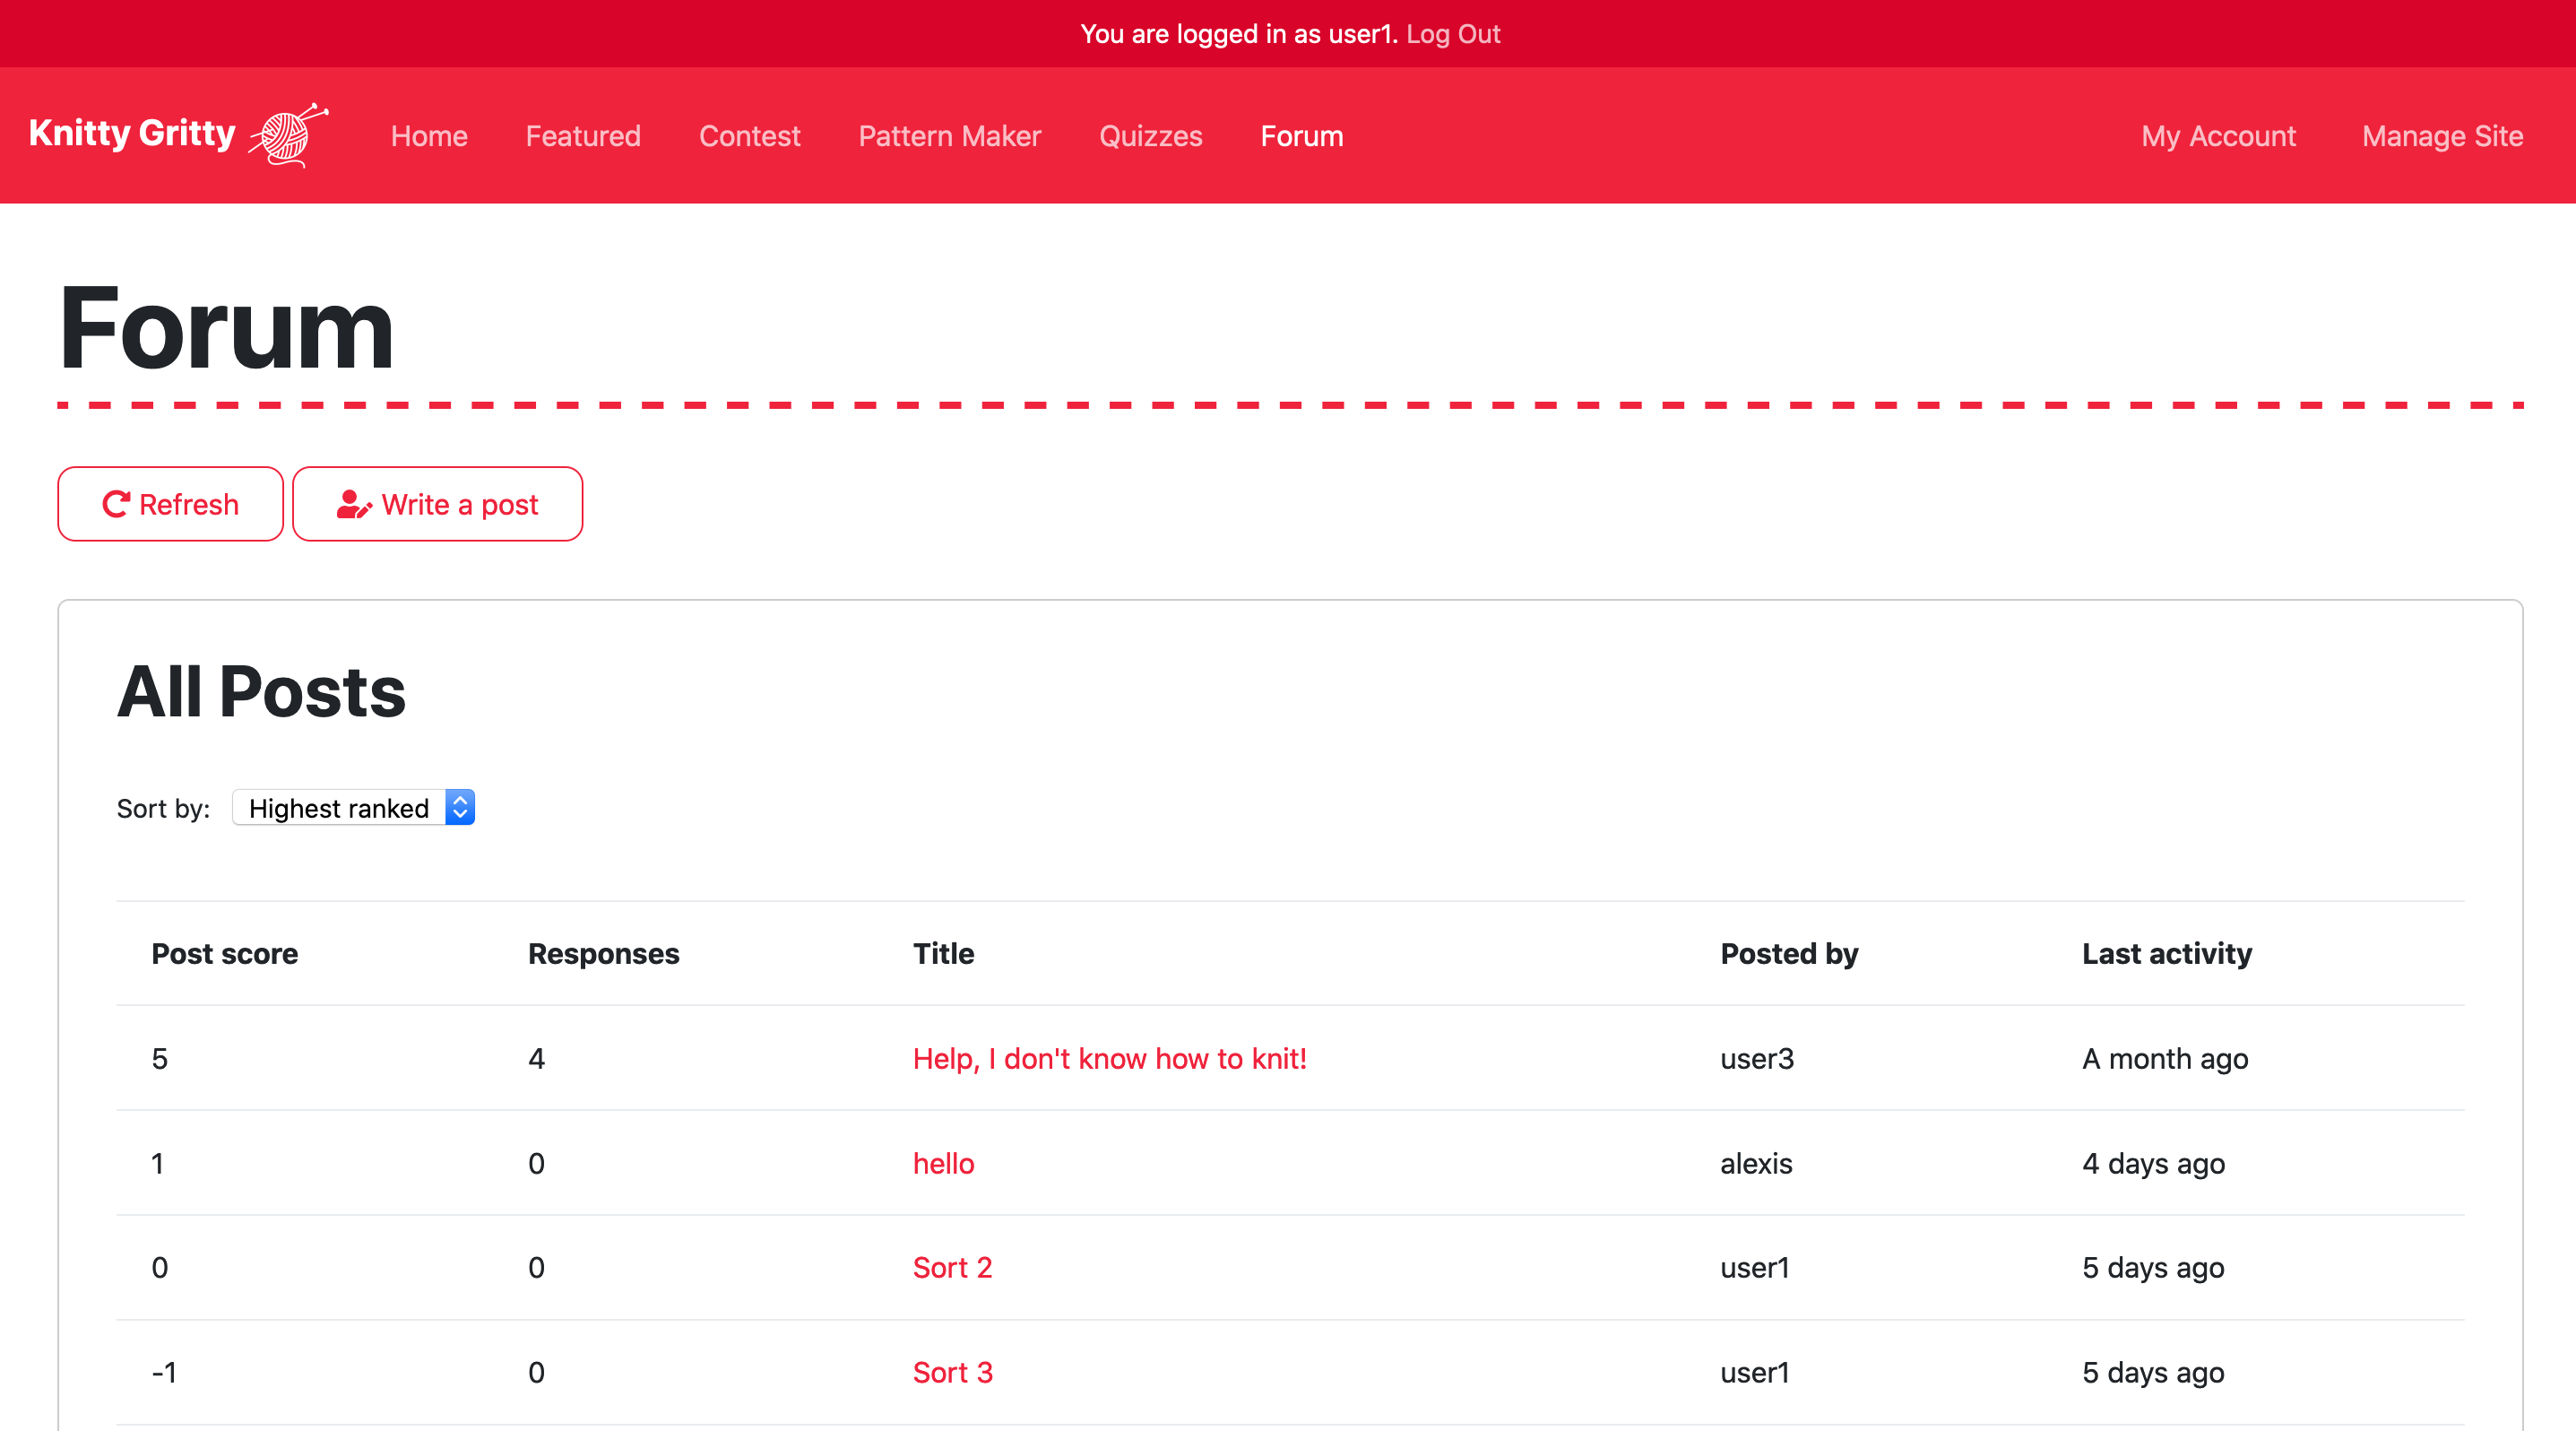 You are logged in as user1. Log Out
Knitty Gritty Home Featured Contest Pattern Maker Quizzes Forum My Account Manage Site
Forum
Refresh Write a post
All Posts
Sort by: Highest ranked
Post score Responses Title Posted by Last activity
5 4 Help, I don't know how to knit! user3 A month ago
1 0 hello alexis 4 days ago
0 0 Sort 2 user1 5 days ago
-1 0 Sort 3 user1 5 days ago